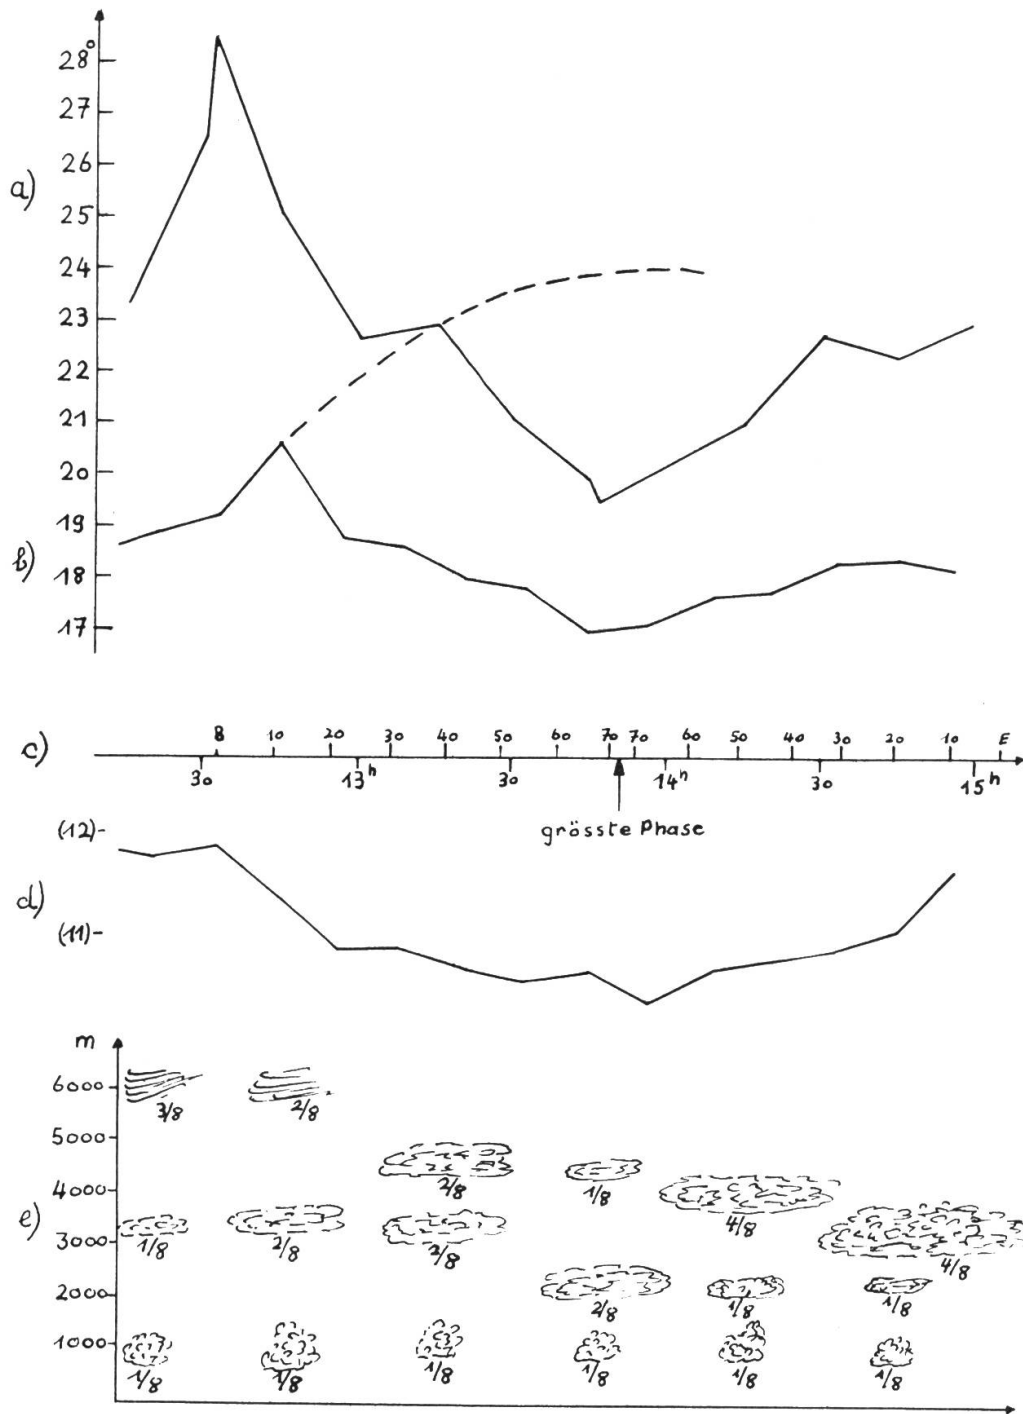 28°
27
26
a)
25
24
23
22
21
20
19
b)
18
17
c)
8 10 20 30 40 50 60 70 70 60 50 40 30 20 10 E
30 13h 30 14h 30 15h
grösste Phase
(12)-
d)
(11)-
m
6000
3/8 2/8
5000
4000
2/8 1/8 4/8
e)
3000
1/8 2/8 2/8 4/8
2000
2/8 1/8 1/8
1000
1/8 1/8 1/8 1/8 1/8 1/8